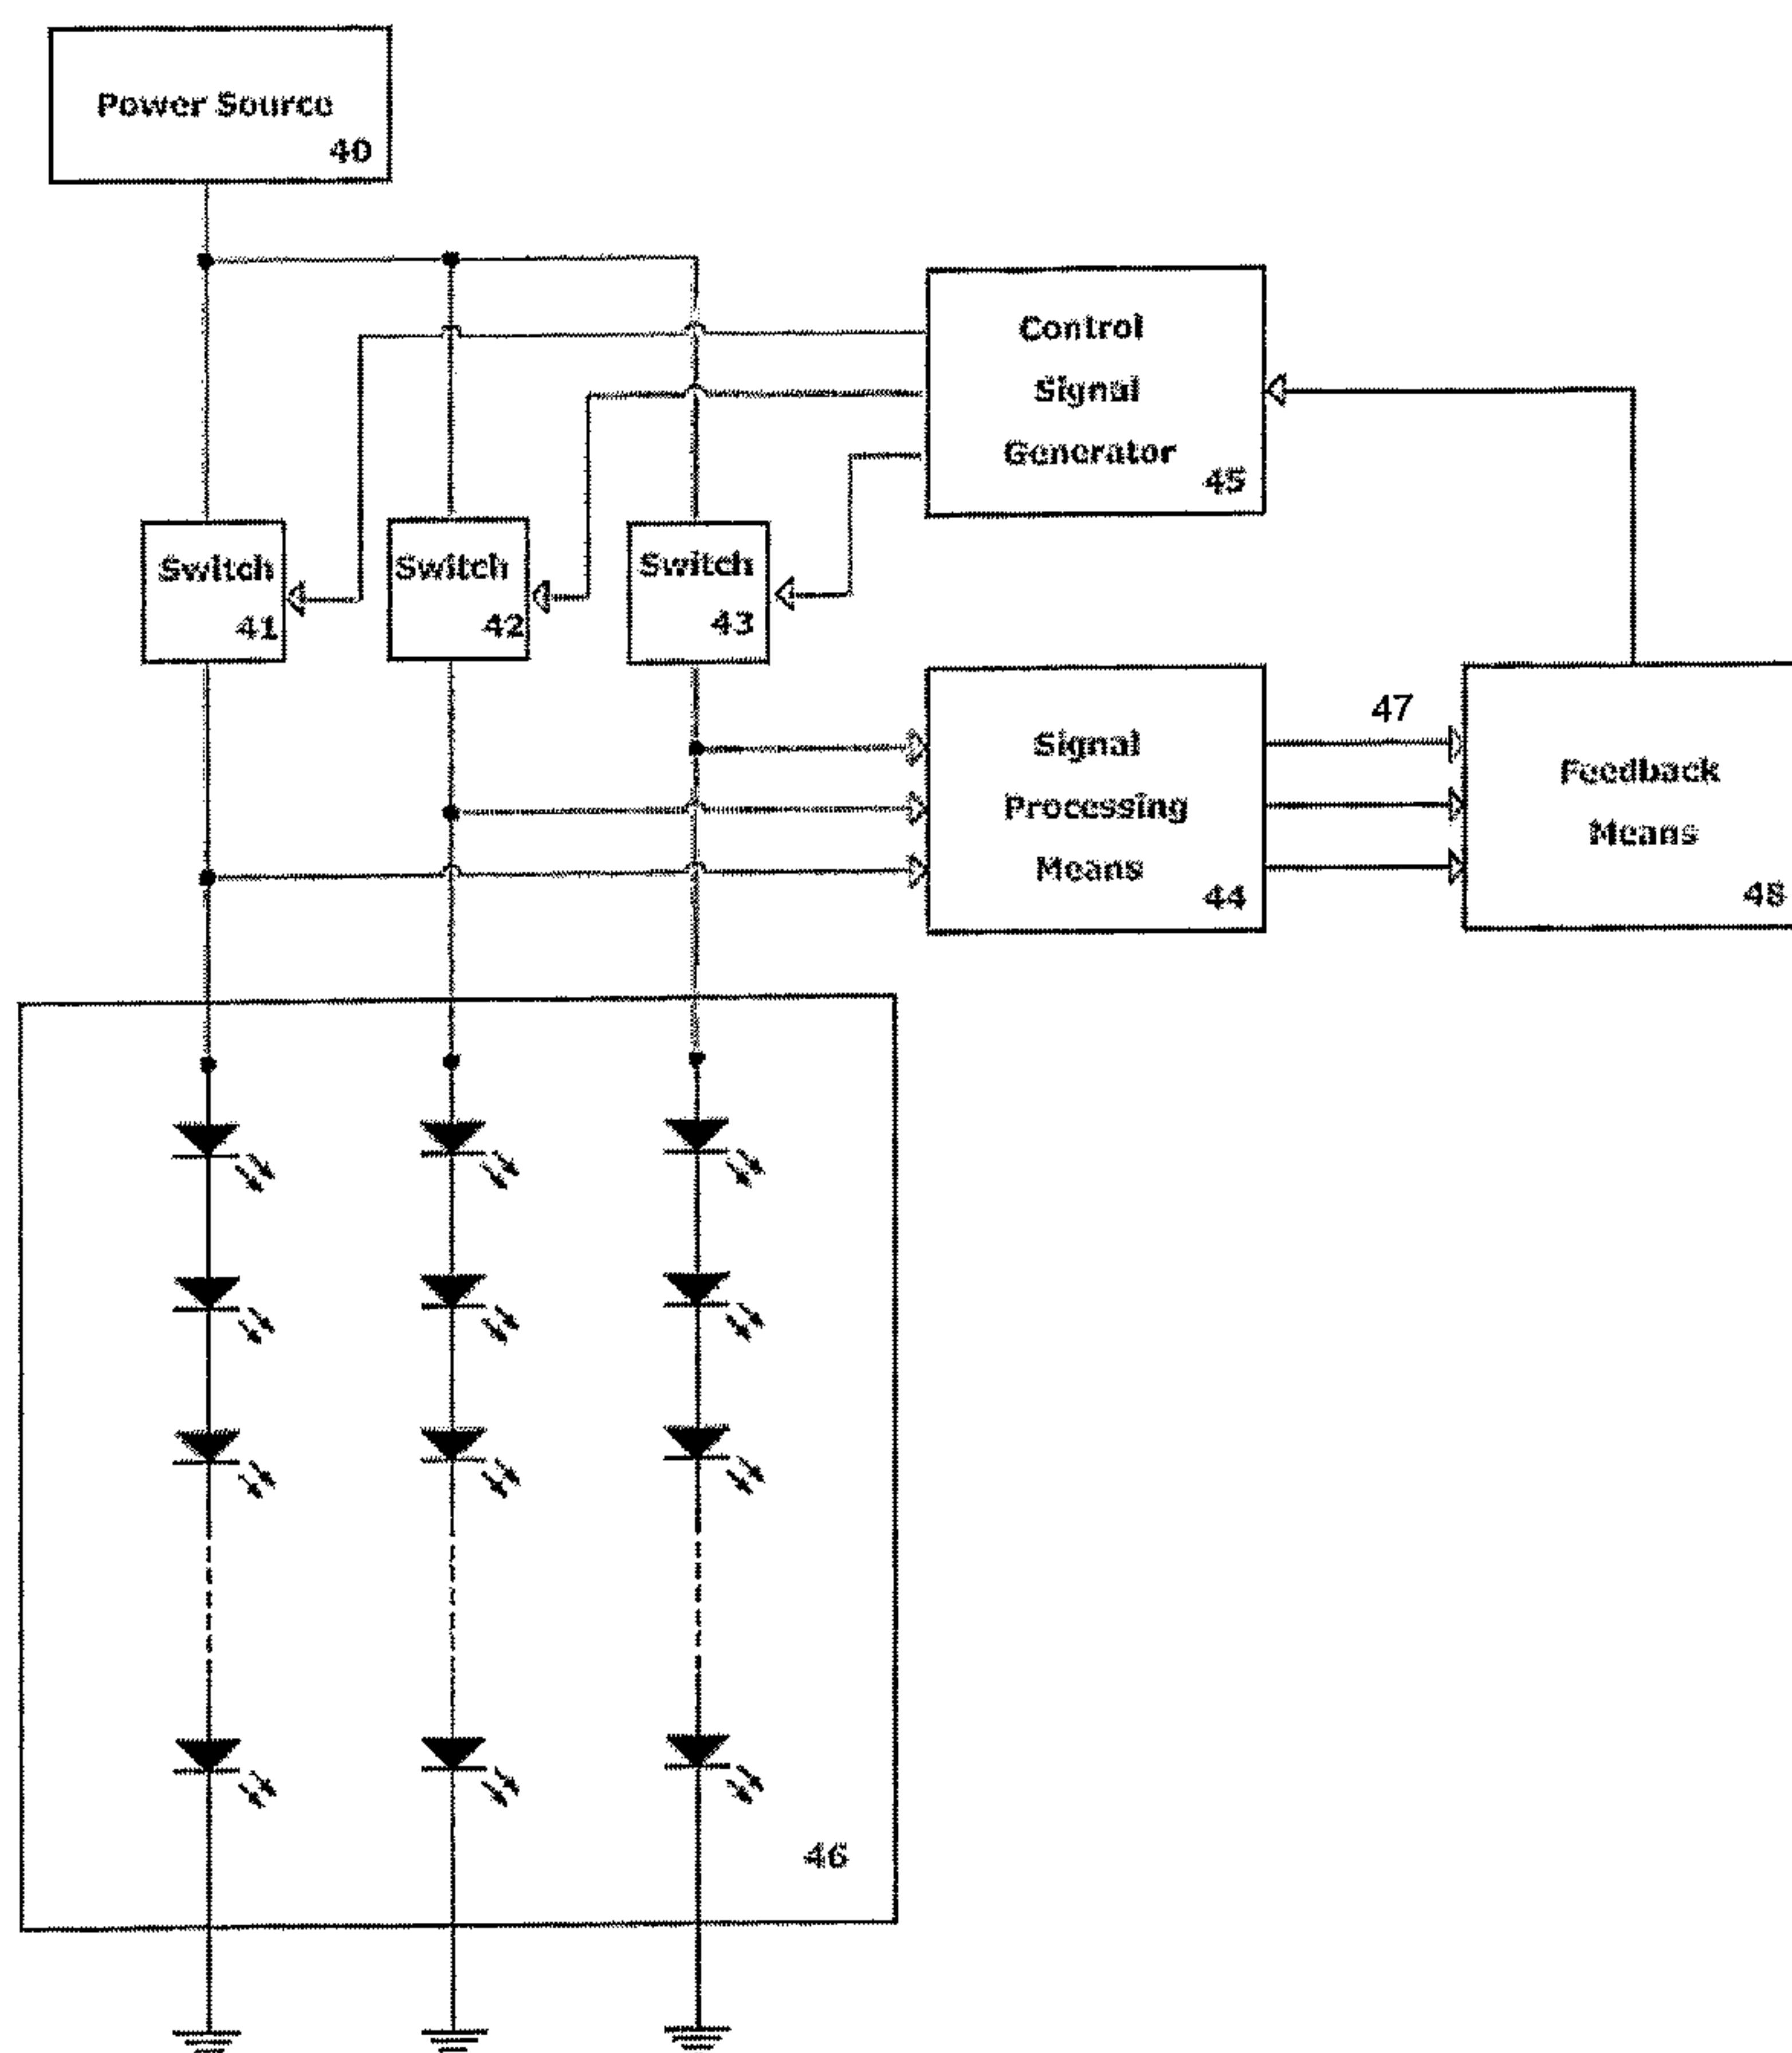 Power Source
40
Control
Signal
Generator
45
Switch
41
Switch
42
Switch
43
Signal
Processing
Means
44
47
Feedback
Means
48
46